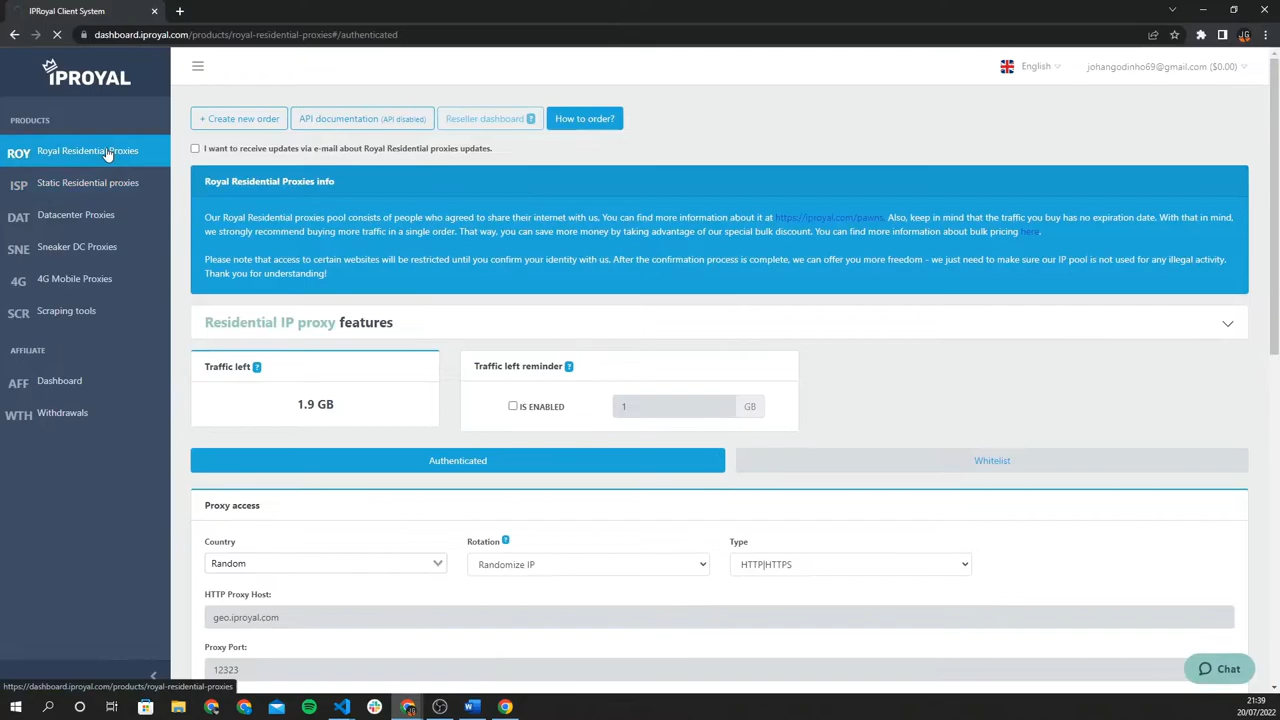 IPRoyal Client System
dashboard.iproyal.com/products/royal-residential-proxies#/authenticated
JG
IPROYAL
English
johangodinho69@gmail.com ($0.00)
PRODUCTS
ROY Royal Residential Proxies
ISP Static Residential proxies
DAT Datacenter Proxies
SNE Sneaker DC Proxies
4G 4G Mobile Proxies
SCR Scraping tools
AFFILIATE
AFF Dashboard
WTH Withdrawals
+ Create new order
API documentation (API disabled)
Reseller dashboard ?
How to order?
I want to receive updates via e-mail about Royal Residential proxies updates.
Royal Residential Proxies info
Our Royal Residential proxies pool consists of people who agreed to share their internet with us. You can find more information about it at https://iproyal.com/pawns. Also, keep in mind that the traffic you buy has no expiration date. With that in mind,
we strongly recommend buying more traffic in a single order. That way, you can save more money by taking advantage of our special bulk discount. You can find more information about bulk pricing here.
Please note that access to certain websites will be restricted until you confirm your identity with us. After the confirmation process is complete, we can offer you more freedom - we just need to make sure our IP pool is not used for any illegal activity.
Thank you for understanding!
Residential IP proxy features
Traffic left ?
1.9 GB
Traffic left reminder ?
IS ENABLED
1
GB
Authenticated
Whitelist
Proxy access
Country
Random
Rotation ?
Randomize IP
Type
HTTP|HTTPS
HTTP Proxy Host:
geo.iproyal.com
Proxy Port:
12323
Chat
https://dashboard.iproyal.com/products/royal-residential-proxies
21:39
20/07/2022